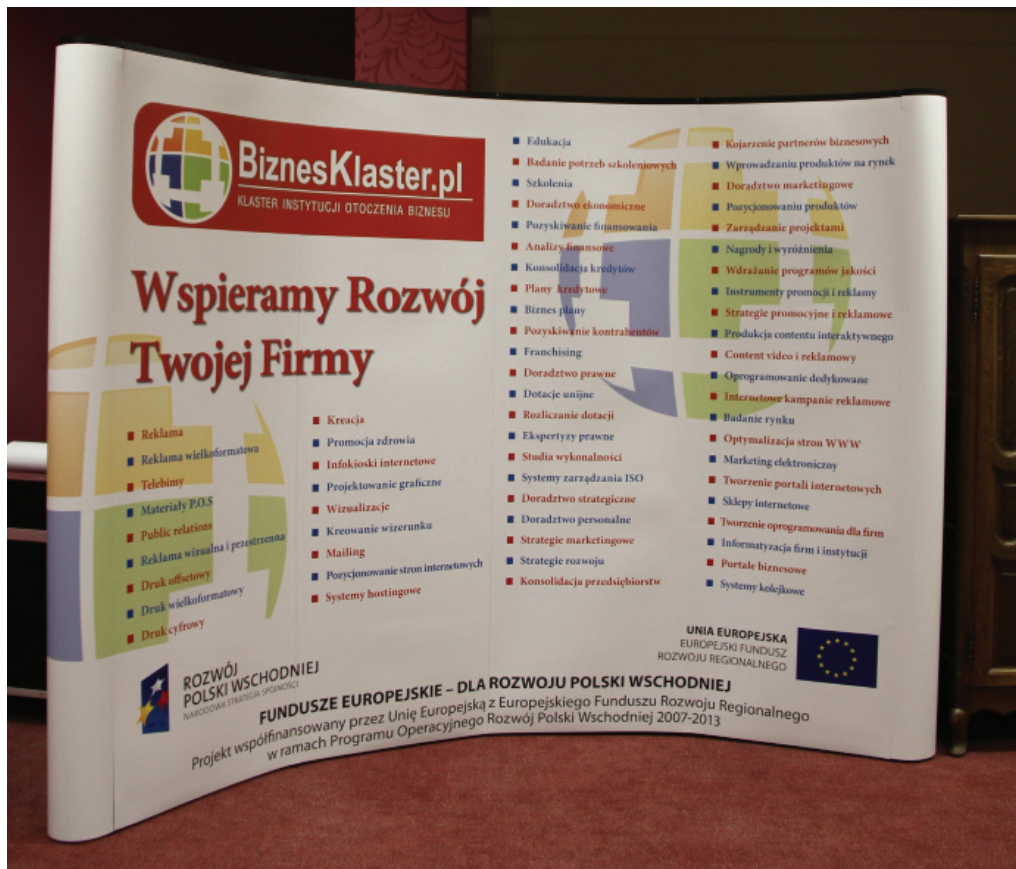 BiznesKlaster.pl
KLASTER INSTYTUCJI OTOCZENIA BIZNESU
Wspieramy Rozwój
Twojej Firmy
Reklama
Reklama wielkoformatowa
Telebimy
Materiały P.O.S
Public relations
Reklama wizualna i przestrzenna
Druk offsetowy
Druk wielkoformatowy
Druk cyfrowy
Kreacja
Promocja zdrowia
Infokioski internetowe
Projektowanie graficzne
Wizualizacje
Kreowanie wizerunku
Mailing
Pozycjonowanie stron internetowych
Systemy hostingowe
Edukacja
Badanie potrzeb szkoleniowych
Szkolenia
Doradztwo ekonomiczne
Pozyskiwanie finansowania
Analizy finansowe
Konsolidacja kredytów
Plany kredytowe
Biznes plany
Pozyskiwanie kontrahentów
Franchising
Doradztwo prawne
Dotacje unijne
Rozliczanie dotacji
Ekspertyzy prawne
Studia wykonalności
Systemy zarządzania ISO
Doradztwo strategiczne
Doradztwo personalne
Strategie marketingowe
Strategie rozwoju
Konsolidacja przedsiębiorstw
Kojarzenie partnerów biznesowych
Wprowadzaniu produktów na rynek
Doradztwo marketingowe
Pozycjonowaniu produktów
Zarządzanie projektami
Nagrody i wyróżnienia
Wdrażanie programów jakości
Instrumenty promocji i reklamy
Strategie promocyjne i reklamowe
Produkcja contentu interaktywnego
Content video i reklamowy
Oprogramowanie dedykowane
Internetowe kampanie reklamowe
Badanie rynku
Optymalizacja stron WWW
Marketing elektroniczny
Tworzenie portali internetowych
Sklepy internetowe
Tworzenie oprogramowania dla firm
Informatyzacja firm i instytucji
Portale biznesowe
Systemy kolejkowe
ROZWÓJ
POLSKI WSCHODNIEJ
NARODOWA STRATEGIA SPÓJNOŚCI
UNIA EUROPEJSKA
EUROPEJSKI FUNDUSZ
ROZWOJU REGIONALNEGO
FUNDUSZE EUROPEJSKIE – DLA ROZWOJU POLSKI WSCHODNIEJ
Projekt współfinansowany przez Unię Europejską z Europejskiego Funduszu Rozwoju Regionalnego
w ramach Programu Operacyjnego Rozwój Polski Wschodniej 2007-2013